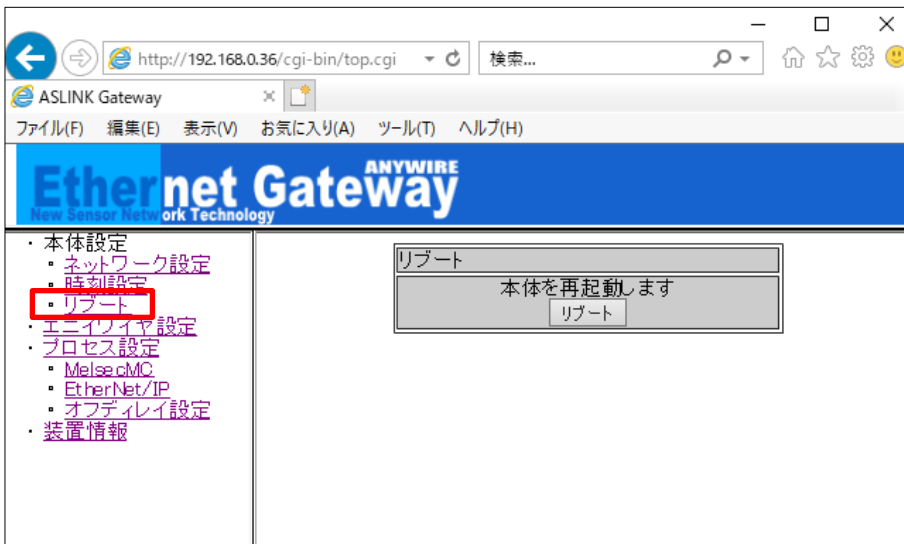 http://192.168.0.36/cgi-bin/top.cgi
検索...
ASLINK Gateway
ファイル(F) 編集(E) 表示(V) お気に入り(A) ツール(T) ヘルプ(H)
Ethernet Gateway
ANYWIRE
New Sensor Network Technology
・本体設定
・ネットワーク設定
・時刻設定
・リブート
・エニイワイヤ設定
・プロセス設定
・MelsecMC
・EtherNet/IP
・オフディレイ設定
・装置情報
リブート
本体を再起動します
リブート